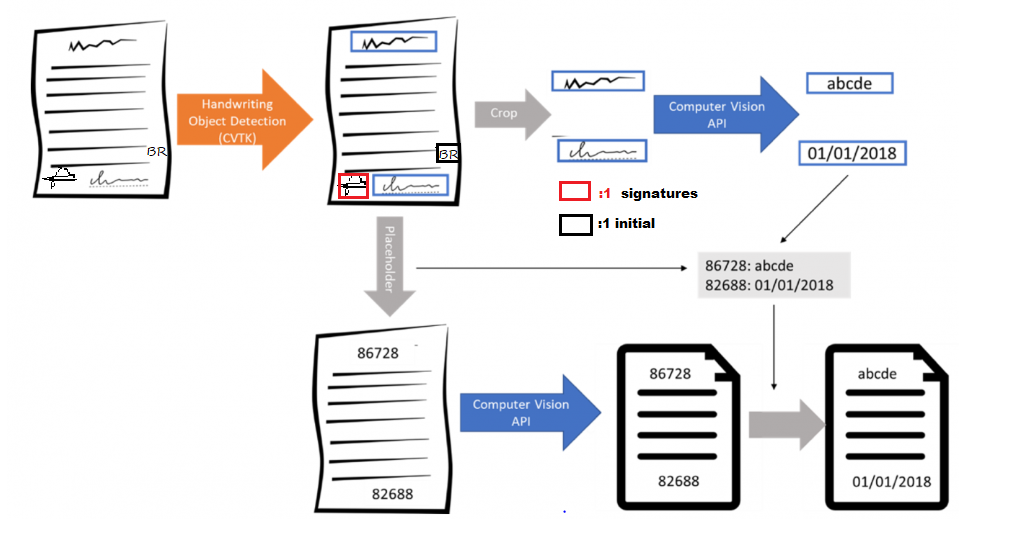 Handwriting
Object Detection
(CVTK)
BR
BR
Crop
Computer Vision
API
abcde
01/01/2018
:1 signatures
:1 initial
Placeholder
86728: abcde
82688: 01/01/2018
86728
82688
Computer Vision
API
86728
82688
abcde
01/01/2018